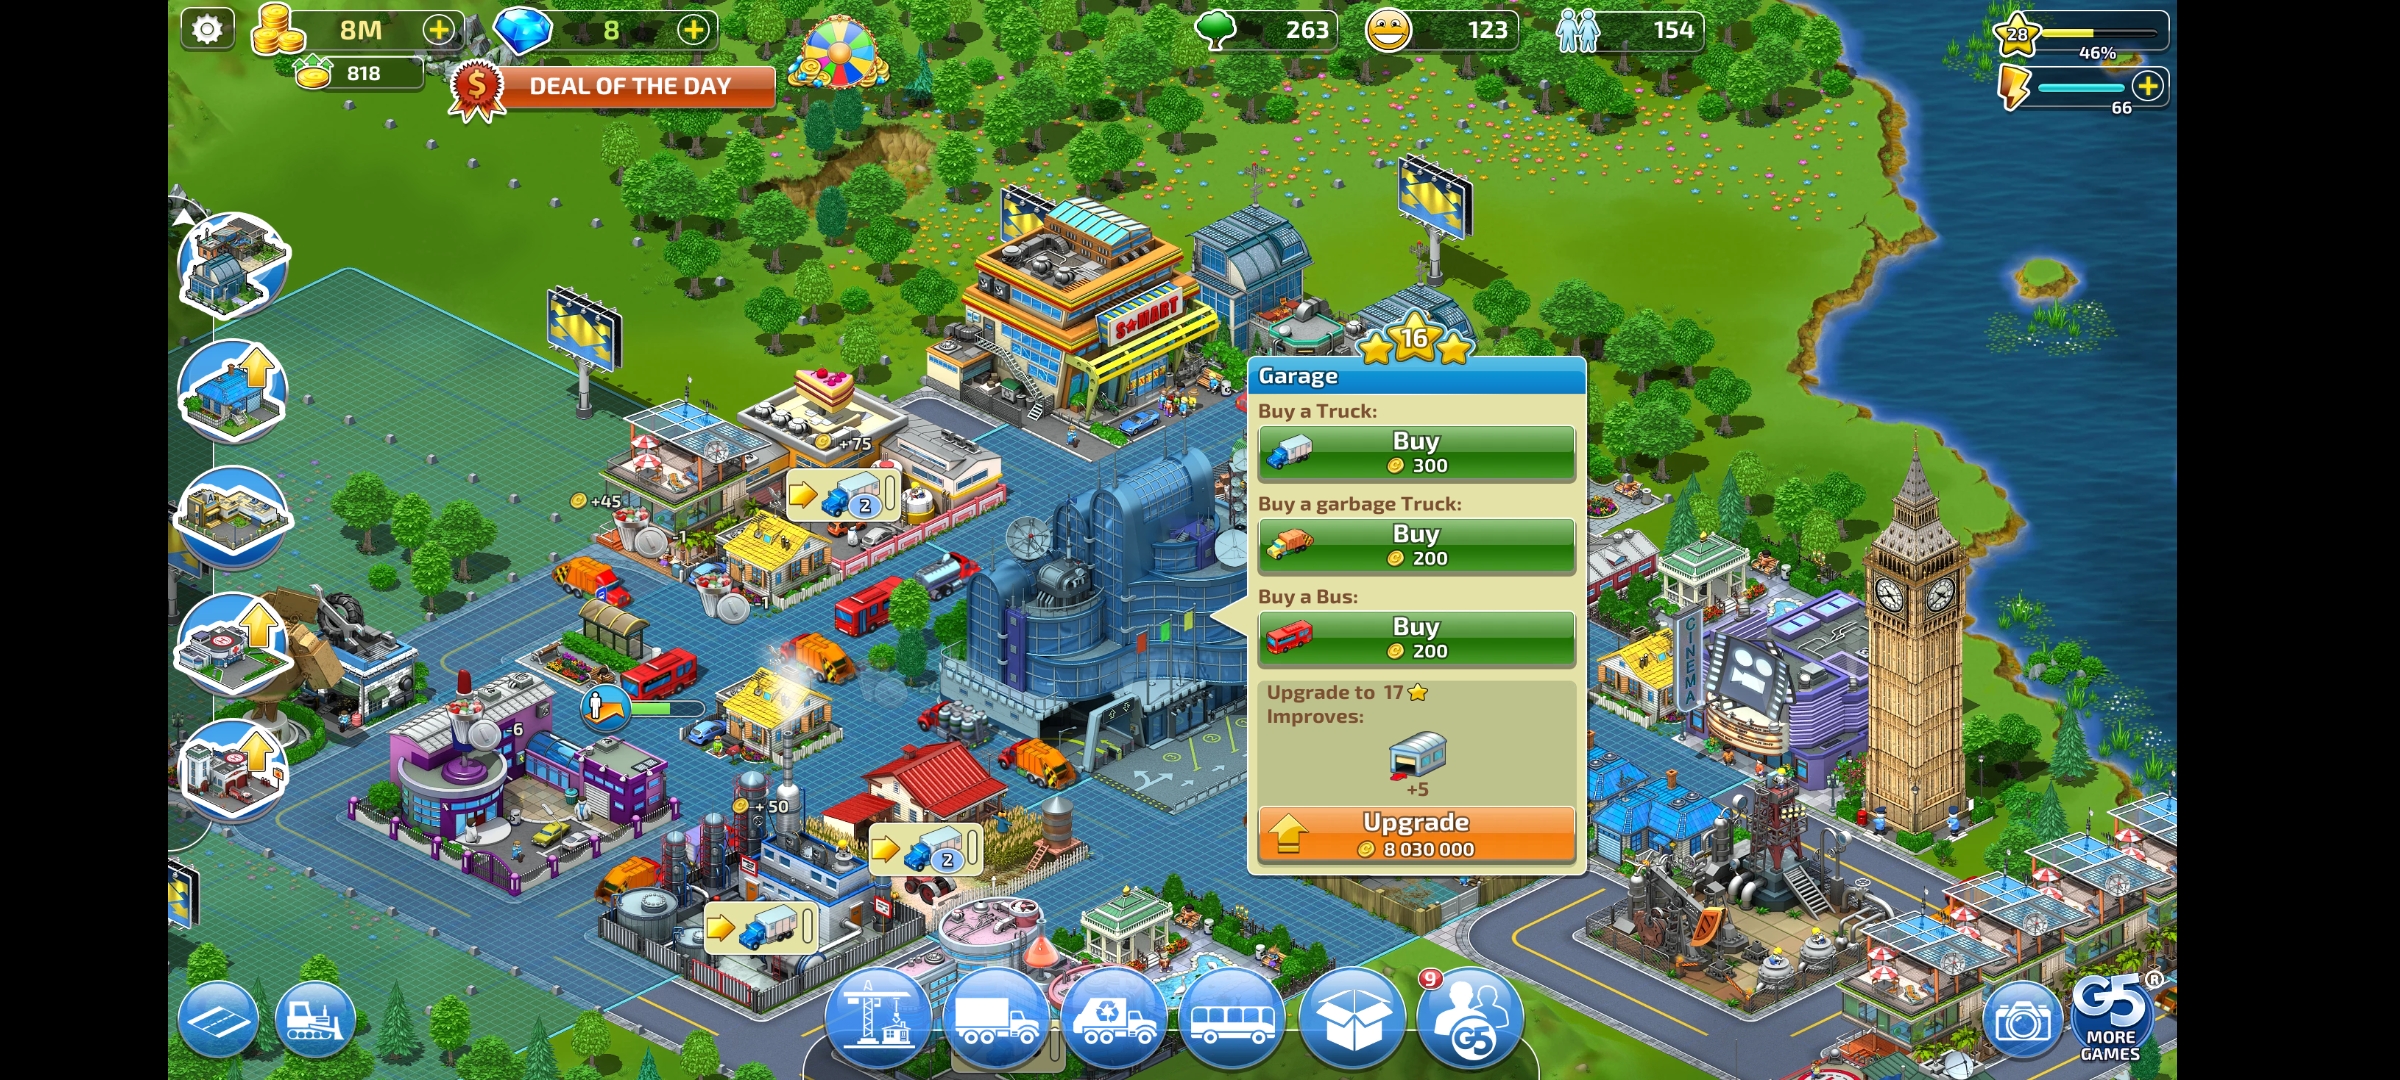 8M
8
263
123
154
28
46%
818
DEAL OF THE DAY
66
S★MART
16
Garage
Buy a Truck:
Buy
300
Buy a garbage Truck:
Buy
200
Buy a Bus:
Buy
200
Upgrade to 17
Improves:
+5
Upgrade
8 030 000
+75
2
+45
-1
-1
-6
+50
2
CINEMA
A
9
G5
G5®
MORE
GAMES